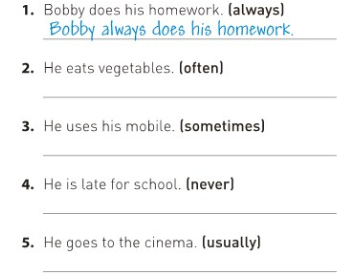 1. Bobby does his homework. (always)
Bobby always does his homework.
2. He eats vegetables. (often)
3. He uses his mobile. (sometimes)
4. He is late for school. (never)
5. He goes to the cinema. (usually)